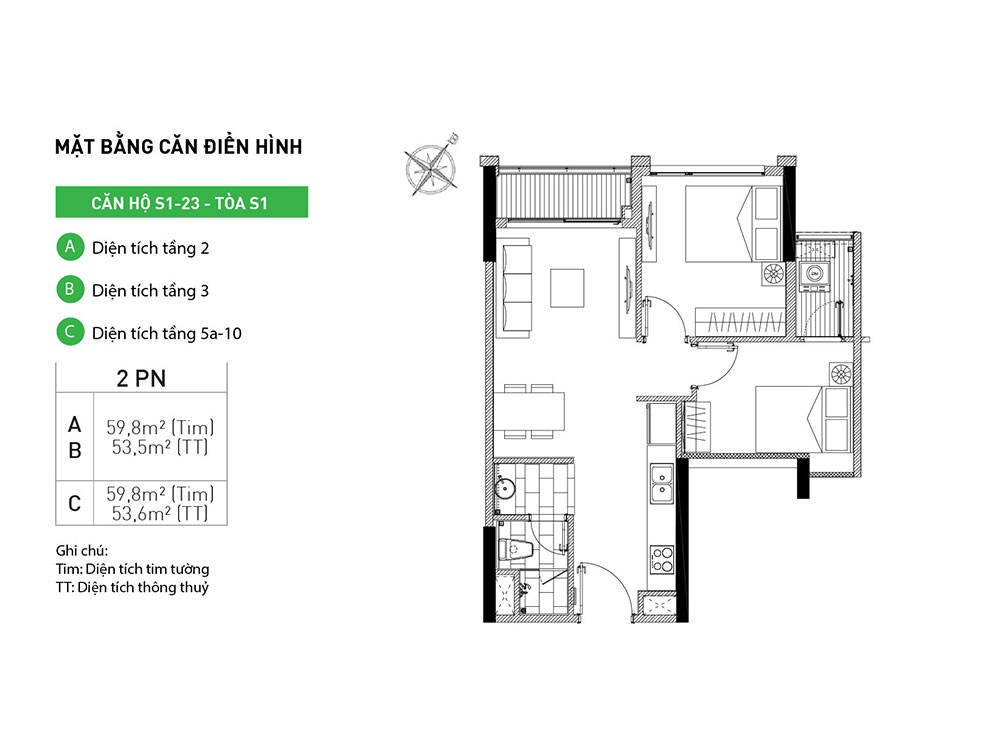 MẶT BẰNG CĂN ĐIỂN HÌNH
B
CĂN HỘ S1-23 - TÒA S1
A Diện tích tầng 2
B Diện tích tầng 3
C Diện tích tầng 5a-10
2 PN
A
B
59,8m² (Tim)
53,5m² (TT)
C
59,8m² (Tim)
53,6m² (TT)
Ghi chú:
Tim: Diện tích tim tường
TT: Diện tích thông thuỷ